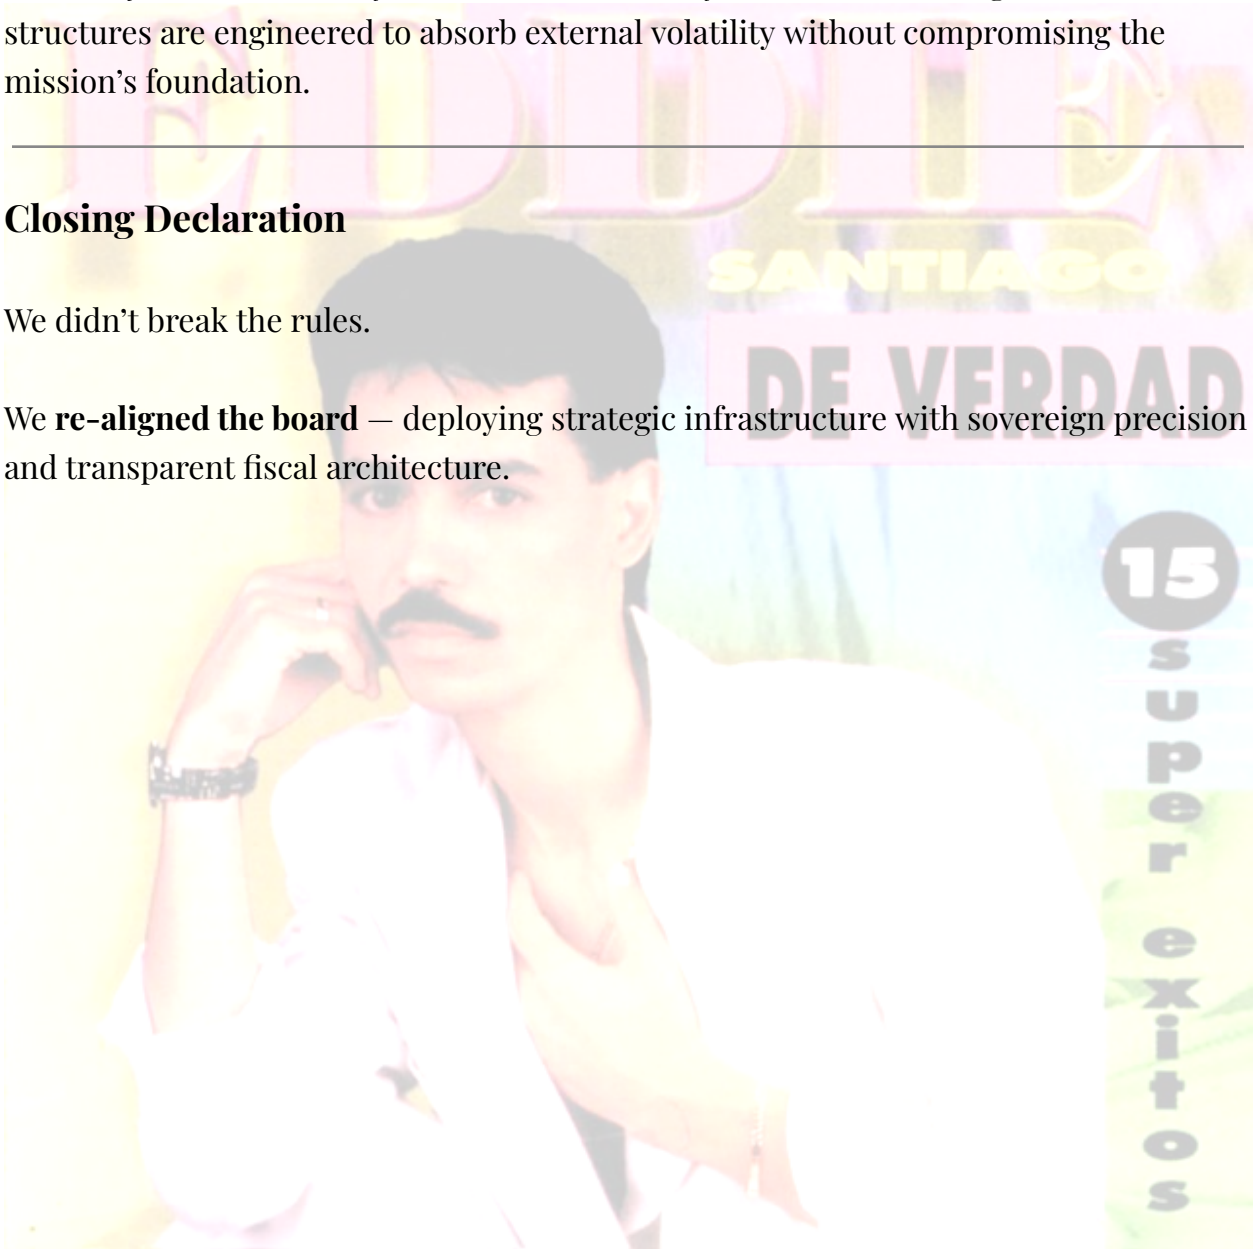 structures are engineered to absorb external volatility without compromising the
mission’s foundation.
EDDIE
Closing Declaration
SANTIAGO
We didn’t break the rules.
DE VERDAD
We re-aligned the board — deploying strategic infrastructure with sovereign precision
and transparent fiscal architecture.
15
super
exitos